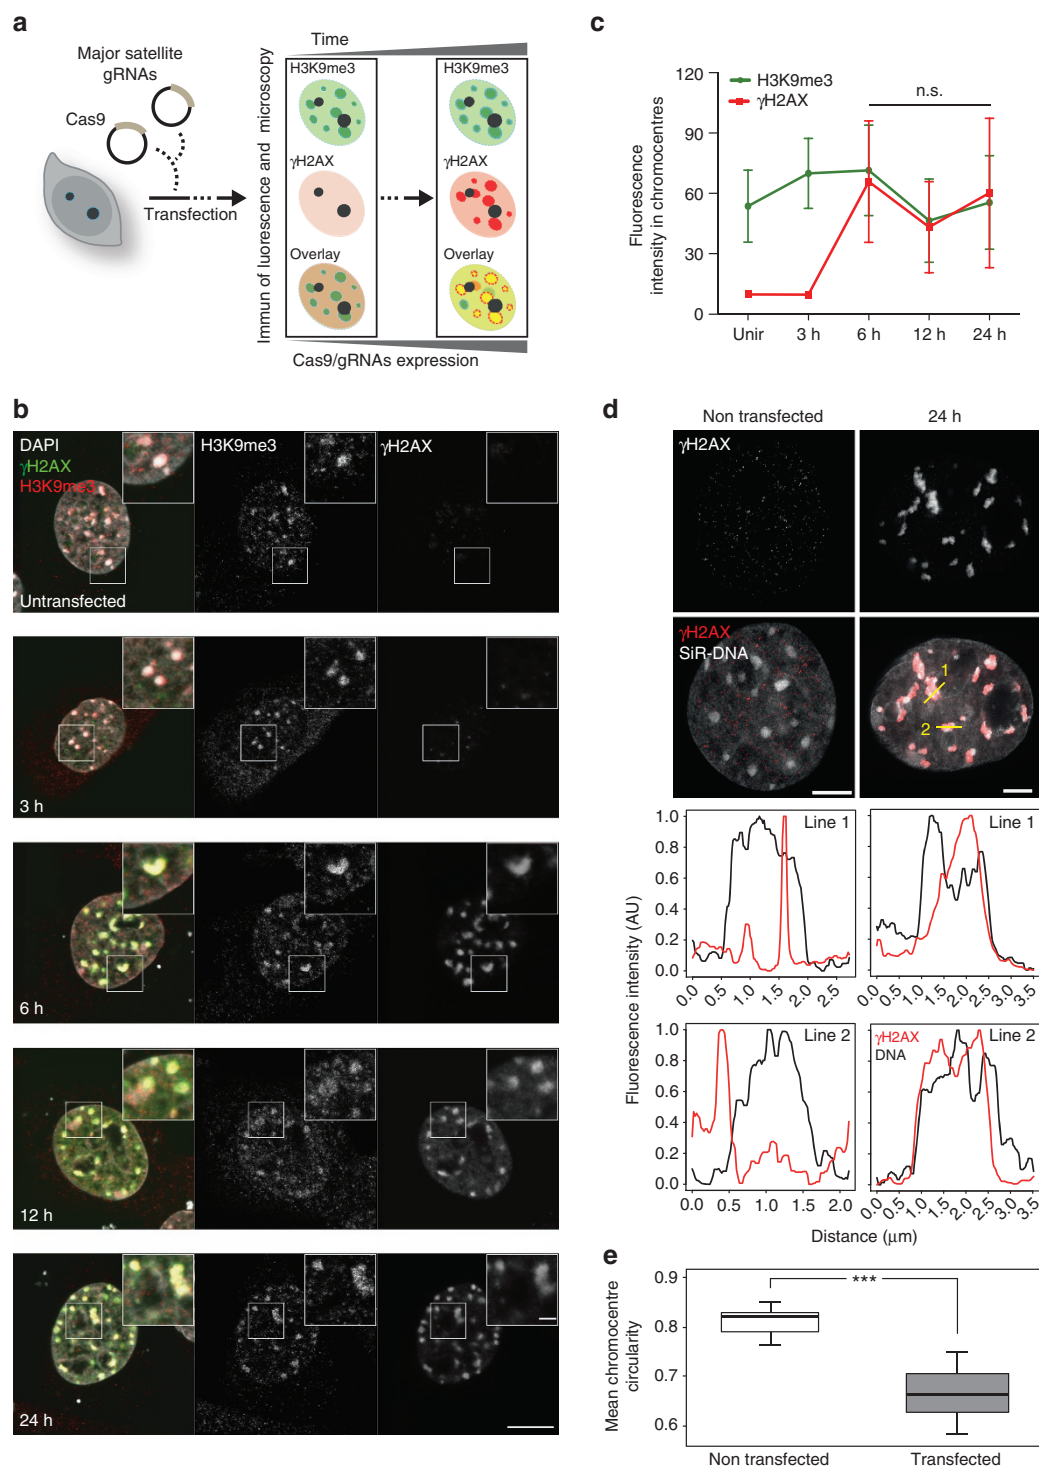 a
Major satellite
gRNAs
Cas9
Transfection
Immun of luorescence and microscopy
Time
H3K9me3
H3K9me3
γH2AX
γH2AX
Overlay
Overlay
Cas9/gRNAs expression
b
DAPI
γH2AX
H3K9me3
H3K9me3
γH2AX
Untransfected
3 h
6 h
12 h
24 h
c
H3K9me3
γH2AX
n.s.
Fluorescence
intensity in chromocentres
120
90
60
30
0
Unir 3 h 6 h 12 h 24 h
d
Non transfected
24 h
γH2AX
γH2AX
SiR-DNA
1
2
Fluorescence intensity (AU)
Line 1
1.0
0.8
0.6
0.4
0.2
0.0
0.0 0.5 1.0 1.5 2.0 2.5
Line 1
0.0 0.5 1.0 1.5 2.0 2.5 3.0 3.5
Line 2
1.0
0.8
0.6
0.4
0.2
0.0
0.0 0.5 1.0 1.5 2.0
γH2AX
DNA
Line 2
0.0 0.5 1.0 1.5 2.0 2.5 3.0 3.5
Distance (μm)
e
Mean chromocentre
circularity
0.9
0.8
0.7
0.6
***
Non transfected
Transfected